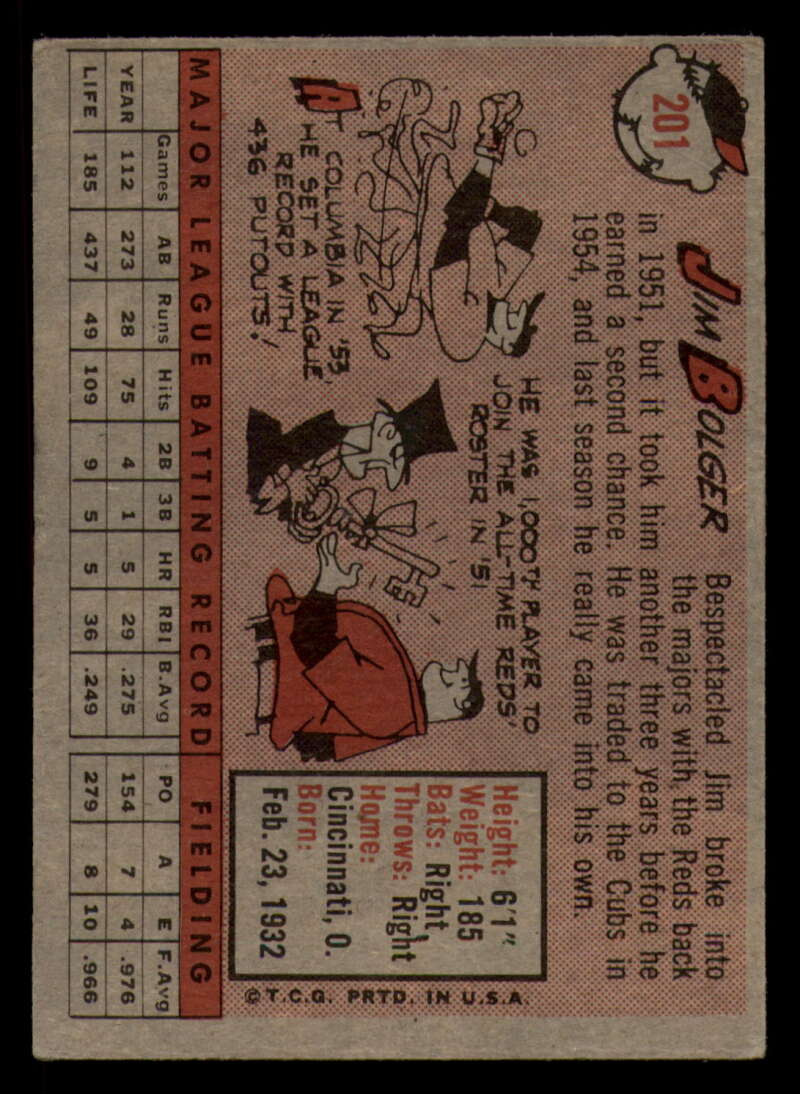 201
JIM BOLGER
Bespectacled Jim broke into
the majors with the Reds back
in 1951, but it took him another three years before he
earned a second chance. He was traded to the Cubs in
1954, and last season he really came into his own.
AT COLUMBIA IN '53,
HE SET A LEAGUE
RECORD WITH
436 PUTOUTS!
HE WAS 1,000TH PLAYER TO
JOIN THE ALL-TIME REDS'
ROSTER IN '51
Height: 6'1"
Weight: 185
Bats: Right,
Throws: Right
Home:
Cincinnati, O.
Born:
Feb. 23, 1932
©T.C.G. PRTD. IN U.S.A.
MAJOR LEAGUE BATTING RECORD FIELDING
Games AB Runs Hits 2B 3B HR RBI B.Avg PO A E F.Avg
YEAR 112 273 28 75 4 1 5 29 .275 154 7 4 .976
LIFE 185 437 49 109 9 5 5 36 .249 279 8 10 .966